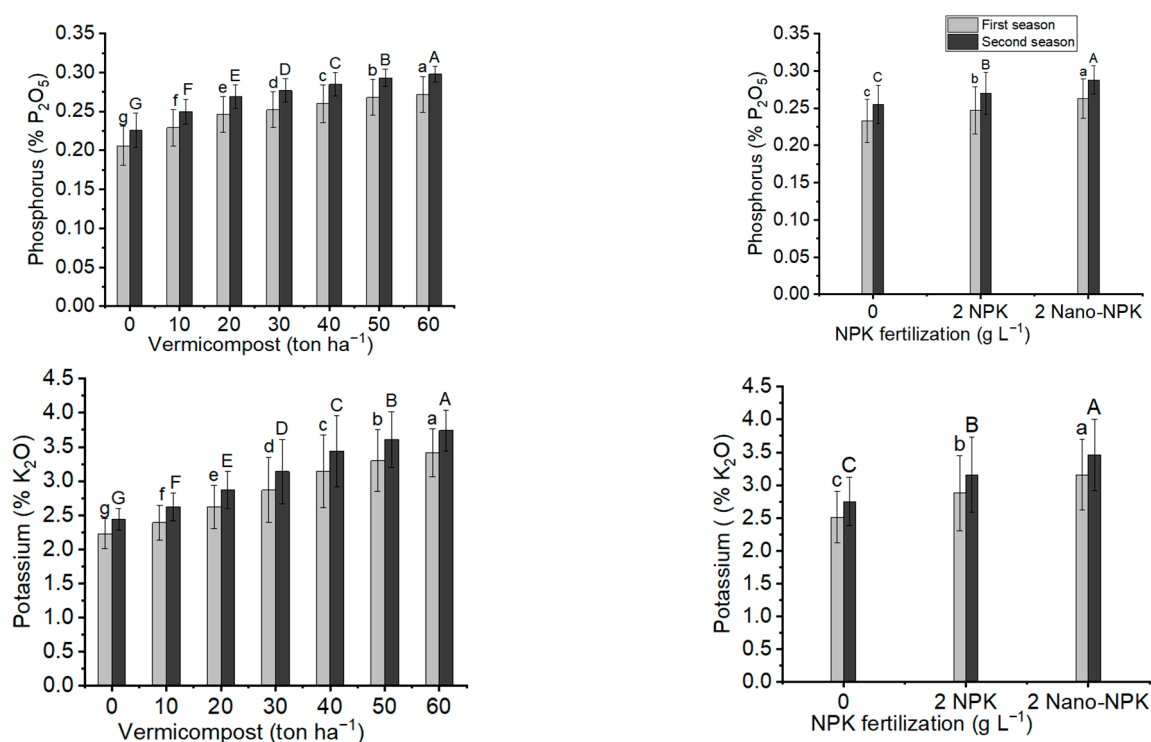 0.35
0.30
0.25
0.20
0.15
0.10
0.05
0.00
Phosphorus (% P₂O₅)
g G
f F
e E
d D
c C
b B
a A
0 10 20 30 40 50 60
Vermicompost (ton ha⁻¹)
First season
Second season
0.35
0.30
0.25
0.20
0.15
0.10
0.05
0.00
Phosphorus (% P₂O₅)
c C
b B
a A
0 2 NPK 2 Nano-NPK
NPK fertilization (g L⁻¹)
4.5
4.0
3.5
3.0
2.5
2.0
1.5
1.0
0.5
0.0
Potassium (% K₂O)
g G
f F
e E
d D
c C
b B
a A
0 10 20 30 40 50 60
Vermicompost (ton ha⁻¹)
4.5
4.0
3.5
3.0
2.5
2.0
1.5
1.0
0.5
0.0
Potassium ( (% K₂O)
c C
b B
a A
0 2 NPK 2 Nano-NPK
NPK fertilization (g L⁻¹)